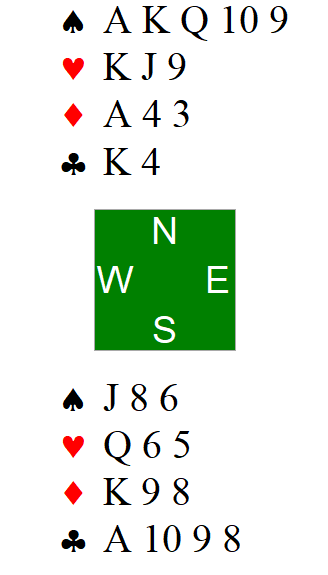 ♠ A K Q 10 9
♥ K J 9
♦ A 4 3
♣ K 4
N
W E
S
♠ J 8 6
♥ Q 6 5
♦ K 9 8
♣ A 10 9 8